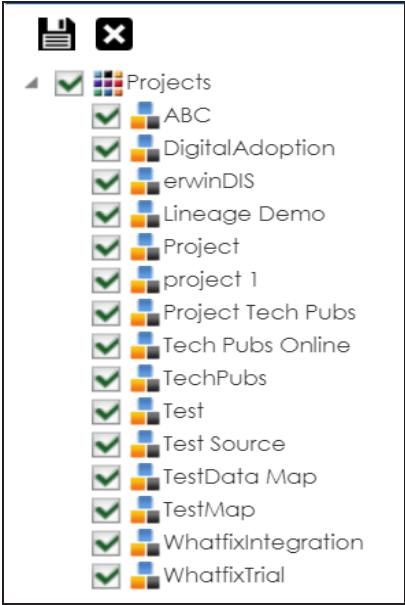 Projects
ABC
DigitalAdoption
erwinDIS
Lineage Demo
Project
project 1
Project Tech Pubs
Tech Pubs Online
TechPubs
Test
Test Source
TestData Map
TestMap
WhatfixIntegration
WhatfixTrial